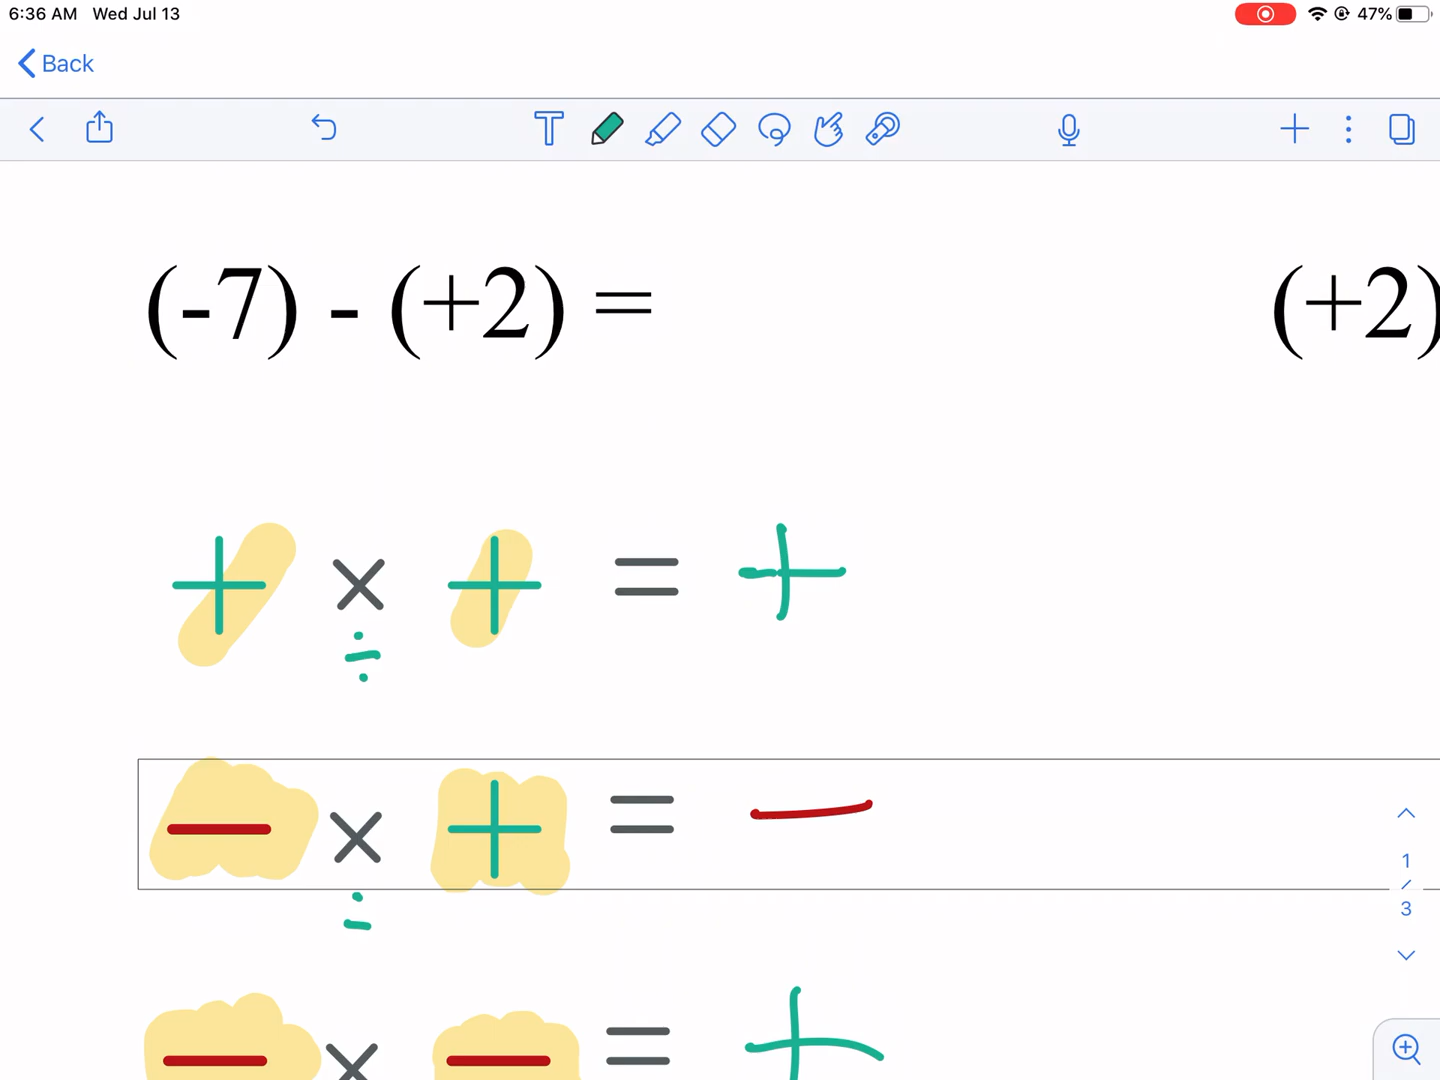 6:36 AM Wed Jul 13 47%
Back
T
(-7) - (+2) = (+2)
+ × + = +
÷
− × + = −
1
/
3
− × − = +